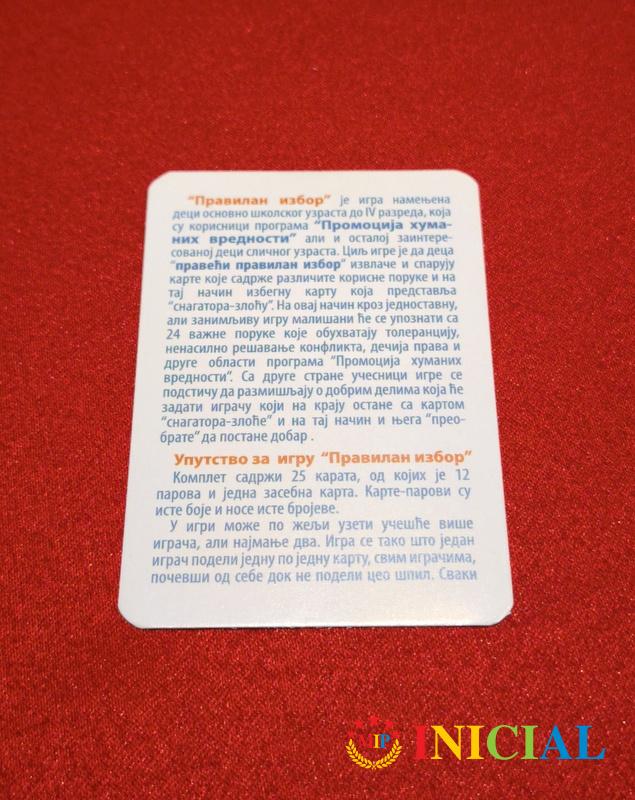 “Правилан избор” је игра намењена
деци основно школског узраста до IV разреда, која
су корисници програма “Промоција хума-
них вредности” али и осталој заинтере-
сованој деци сличног узраста. Циљ игре је да деца
“правећи правилан избор” извлаче и спарују
карте које садрже различите корисне поруке и на
тај начин избегну карту која представља
“снагатора-злоћу”. На овај начин кроз једноставну,
али занимљиву игру малишани ће се упознати са
24 важне поруке које обухватају толеранцију,
ненасилно решавање конфликта, дечија права и
друге области програма “Промоција хуманих
вредности”. Са друге стране учесници игре се
подстичу да размишљају о добрим делима која ће
задати играчу који на крају остане са картом
“снагатора-злоће” и на тај начин и њега “прео-
брате” да постане добар .
Упутство за игру “Правилан избор”
Комплет садржи 25 карата, од којих је 12
парова и једна засебна карта. Карте-парови су
исте боје и носе исте бројеве.
У игри може по жељи узети учешће више
играча, али најмање два. Игра се тако што један
играч подели једну по једну карту, свим играчима,
почевши од себе док не подели цео шпил. Сваки
IP INICIAL